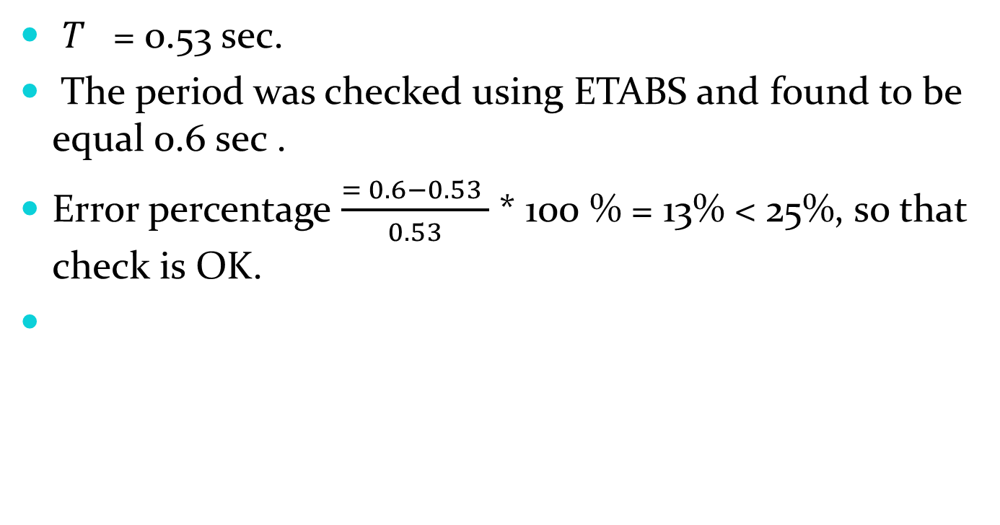 • T = 0.53 sec.
• The period was checked using ETABS and found to be
equal 0.6 sec .
• Error percentage \frac{= 0.6−0.53}{0.53} * 100 % = 13% < 25%, so that
check is OK.
•